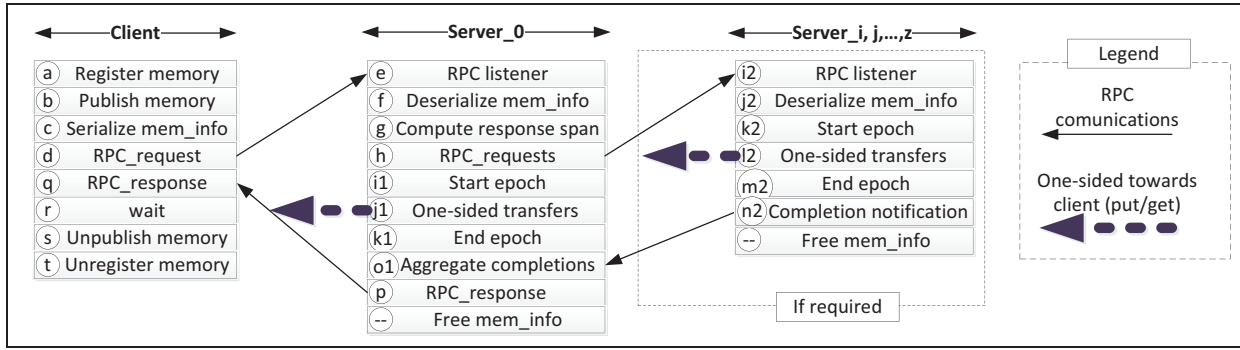 Client
a Register memory
b Publish memory
c Serialize mem_info
d RPC_request
q RPC_response
r wait
s Unpublish memory
t Unregister memory
Server_0
e RPC listener
f Deserialize mem_info
g Compute response span
h RPC_requests
i1 Start epoch
j1 One-sided transfers
k1 End epoch
o1 Aggregate completions
p RPC_response
-- Free mem_info
Server_i, j,...,z
i2 RPC listener
j2 Deserialize mem_info
k2 Start epoch
l2 One-sided transfers
m2 End epoch
n2 Completion notification
-- Free mem_info
If required
Legend
RPC
comunications
One-sided towards
client (put/get)